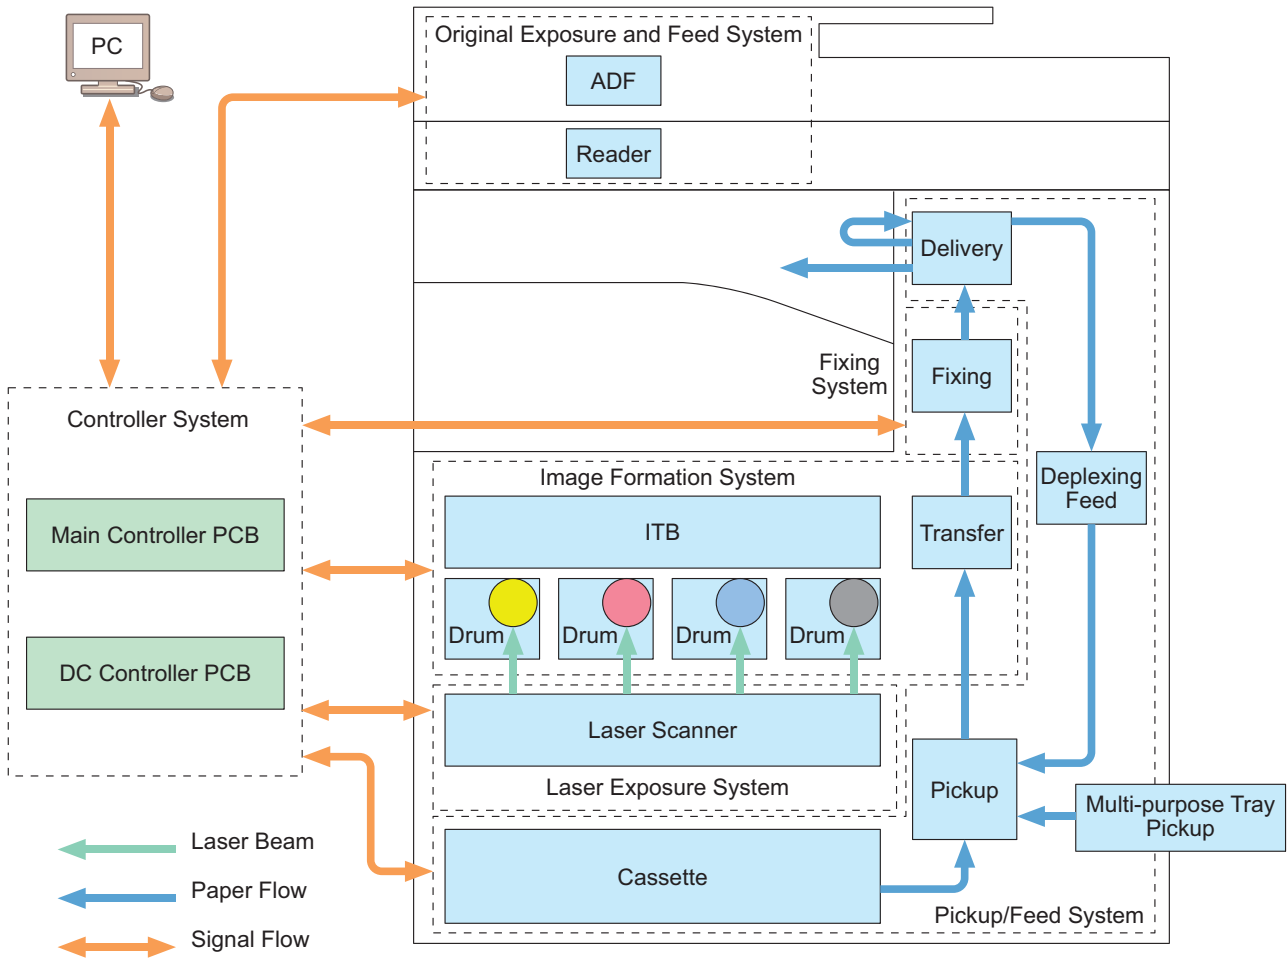 PC
Original Exposure and Feed System
ADF
Reader
Delivery
Fixing
System
Fixing
Controller System
Main Controller PCB
DC Controller PCB
Image Formation System
ITB
Transfer
Deplexing
Feed
Drum
Drum
Drum
Drum
Laser Scanner
Laser Exposure System
Pickup
Multi-purpose Tray
Pickup
Cassette
Pickup/Feed System
Laser Beam
Paper Flow
Signal Flow